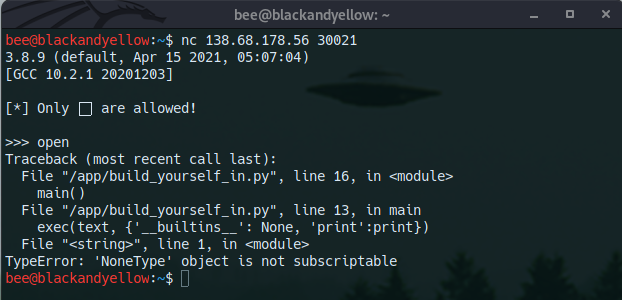 bee@blackandyellow: ~
bee@blackandyellow:~$ nc 138.68.178.56 30021
3.8.9 (default, Apr 15 2021, 05:07:04)
[GCC 10.2.1 20201203]
[*] Only □ are allowed!
>>> open
Traceback (most recent call last):
  File "/app/build_yourself_in.py", line 16, in <module>
    main()
  File "/app/build_yourself_in.py", line 13, in main
    exec(text, {'__builtins__': None, 'print':print})
  File "<string>", line 1, in <module>
TypeError: 'NoneType' object is not subscriptable
bee@blackandyellow:~$